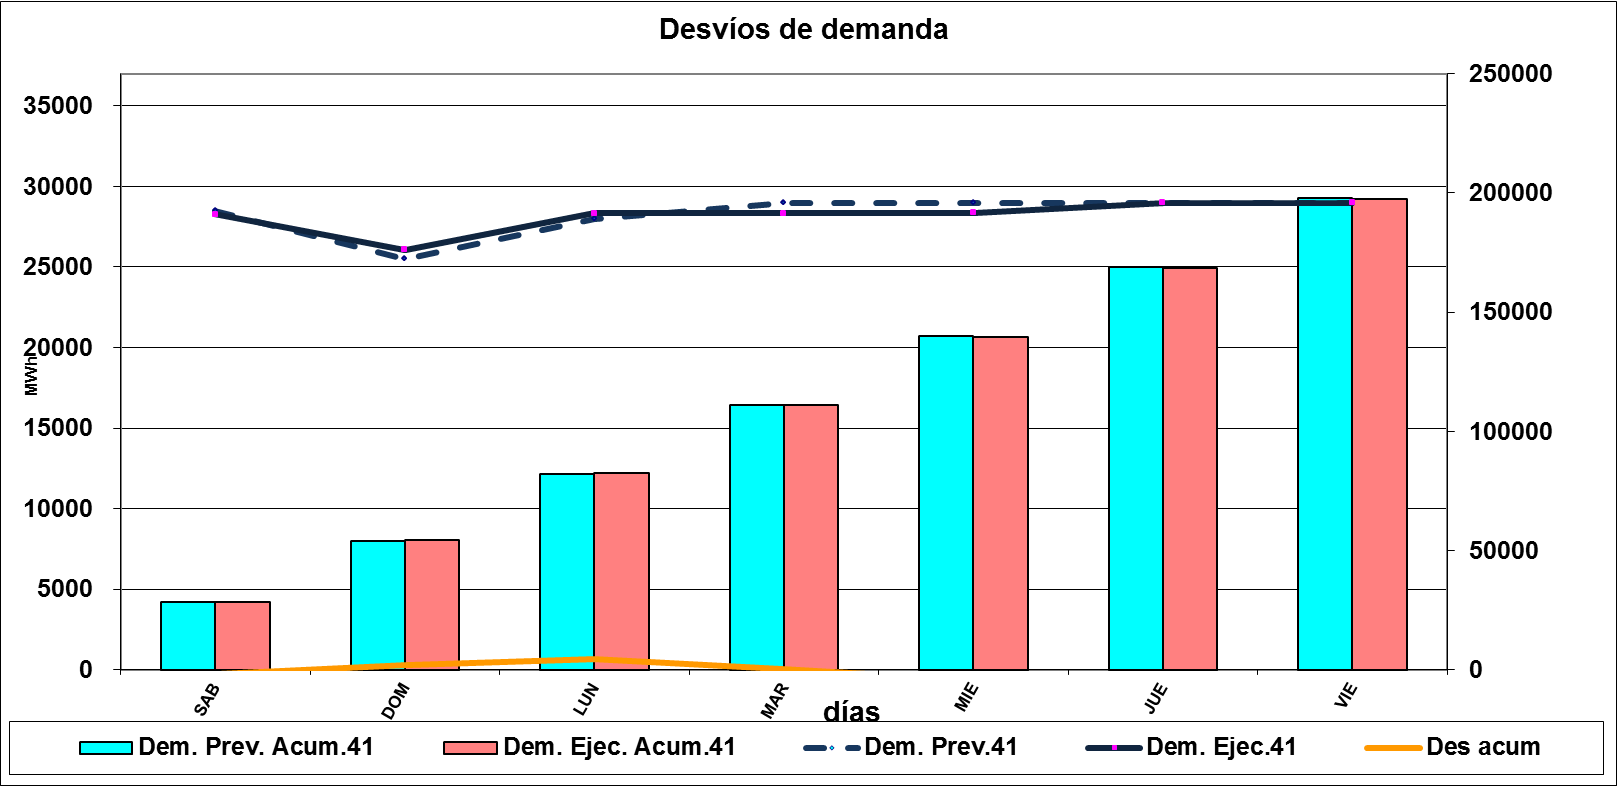 Desvíos de demanda
35000
30000
25000
20000
15000
10000
5000
0
MWh
250000
200000
150000
100000
50000
0
SAB
DOM
LUN
MAR
MIE
JUE
VIE
días
Dem. Prev. Acum.41
Dem. Ejec. Acum.41
Dem. Prev.41
Dem. Ejec.41
Des acum